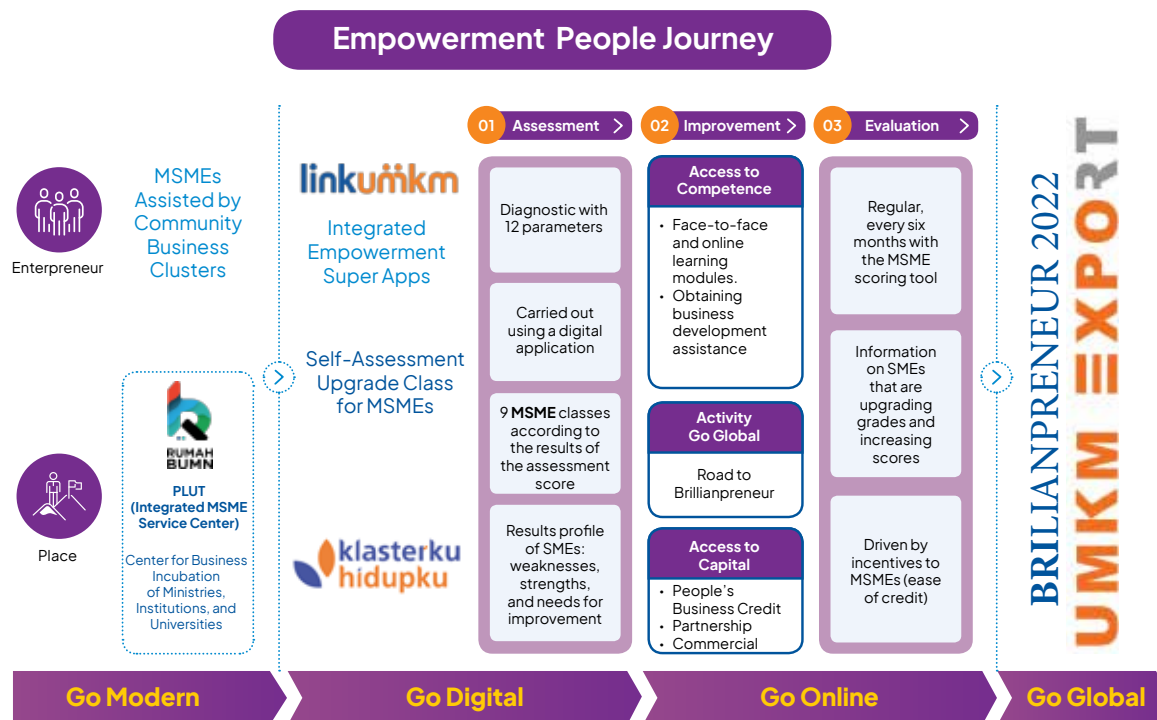 Empowerment People Journey
Enterpreneur
MSMEs
Assisted by
Community
Business
Clusters
RUMAH
BUMN
PLUT
(Integrated MSME
Service Center)
Center for Business
Incubation
of Ministries,
Institutions, and
Universities
Place
linkumkm
Integrated
Empowerment
Super Apps
Self-Assessment
Upgrade Class
for MSMEs
klasterku
hidupku
01 Assessment
Diagnostic with
12 parameters
Carried out
using a digital
application
9 MSME classes
according to
the results of
the assessment
score
Results profile
of SMEs:
weaknesses,
strengths,
and needs for
improvement
02 Improvement
Access to
Competence
• Face-to-face
and online
learning
modules.
• Obtaining
business
development
assistance
Activity
Go Global
Road to
Brillianpreneur
Access to
Capital
• People's
Business Credit
• Partnership
• Commercial
03 Evaluation
Regular,
every six
months with
the MSME
scoring tool
Information
on SMEs
that are
upgrading
grades and
increasing
scores
Driven by
incentives to
MSMEs (ease
of credit)
BRILIANPRENEUR 2022
UMKM EXPORT
Go Modern
Go Digital
Go Online
Go Global